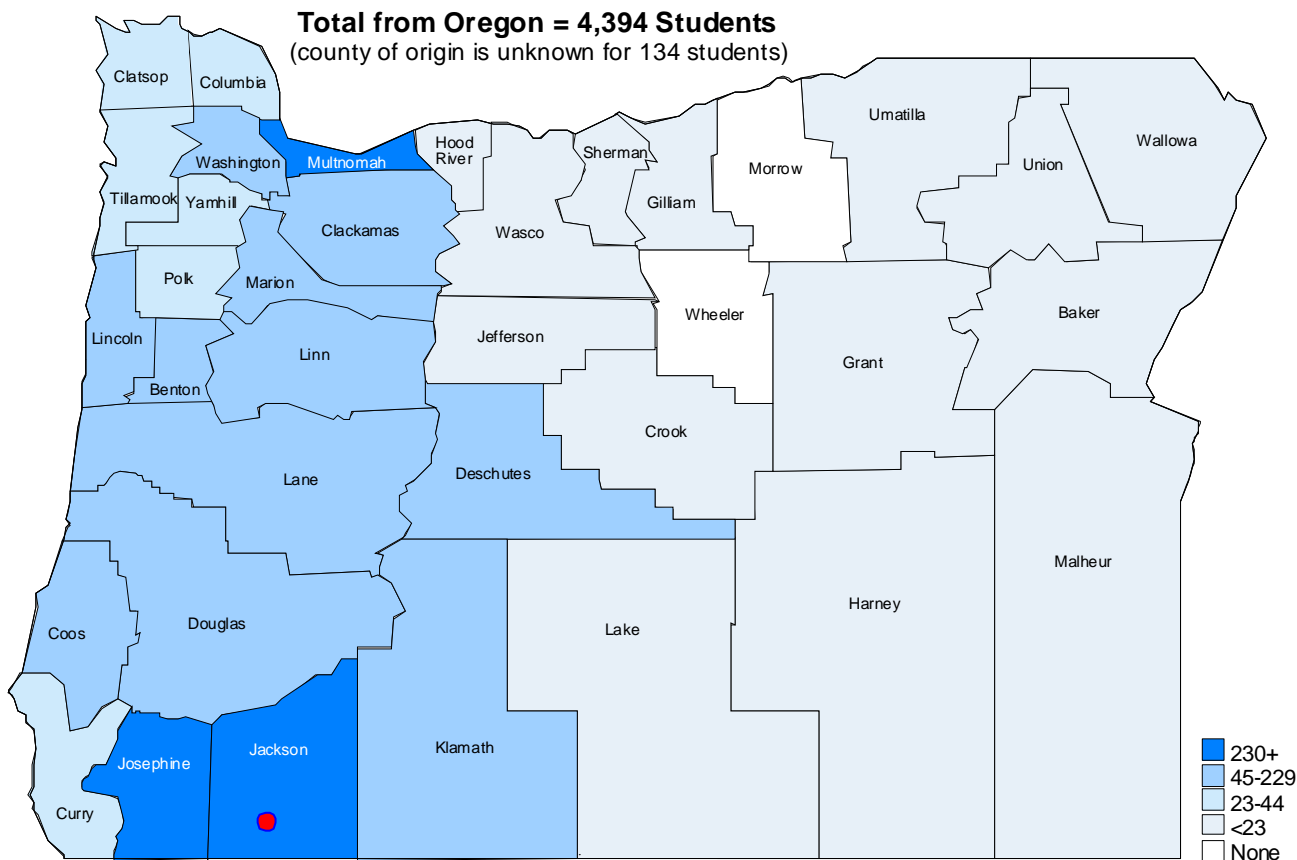 Total from Oregon = 4,394 Students
(county of origin is unknown for 134 students)
Clatsop
Columbia
Umatilla
Wallowa
Hood
River
Sherman
Washington
Multnomah
Morrow
Union
Tillamook
Yamhill
Gilliam
Clackamas
Wasco
Polk
Marion
Wheeler
Baker
Lincoln
Jefferson
Linn
Grant
Benton
Crook
Lane
Deschutes
Malheur
Harney
Coos
Douglas
Lake
Klamath
Jackson
Josephine
Curry
230+
45-229
23-44
<23
None